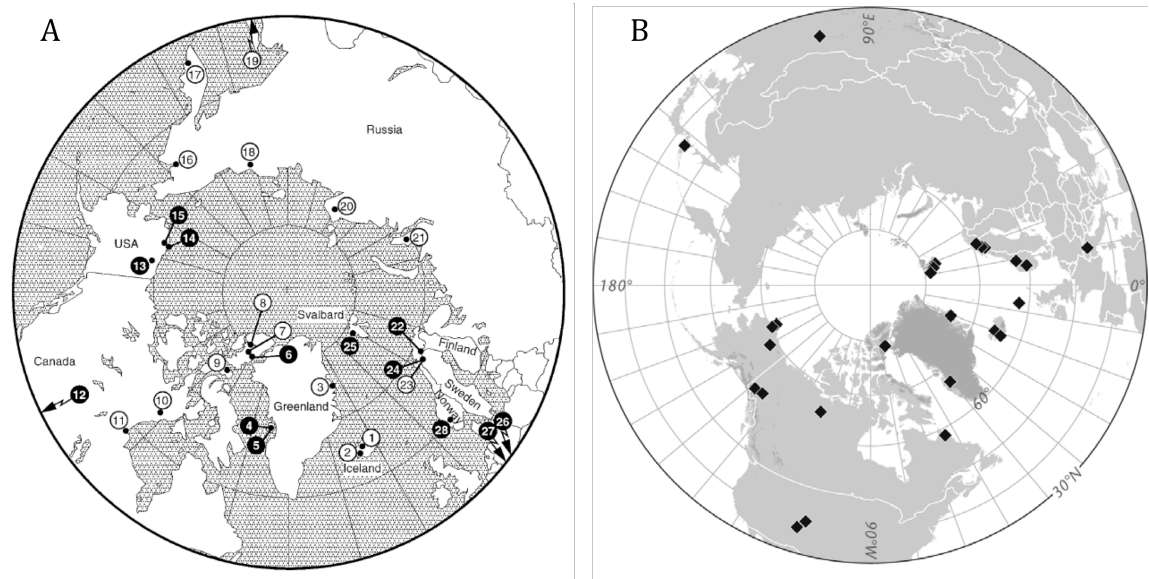 A
B
19
17
90°E
Russia
18
16
20
15
14
USA
13
21
8
Svalbard
7
22
180°
0°
Finland
6
25
9
24
23
Canada
3
Sweden
12
Greenland
10
Norway
60°
4
26
11
28
27
1
5
2
Iceland
30°N
90°W